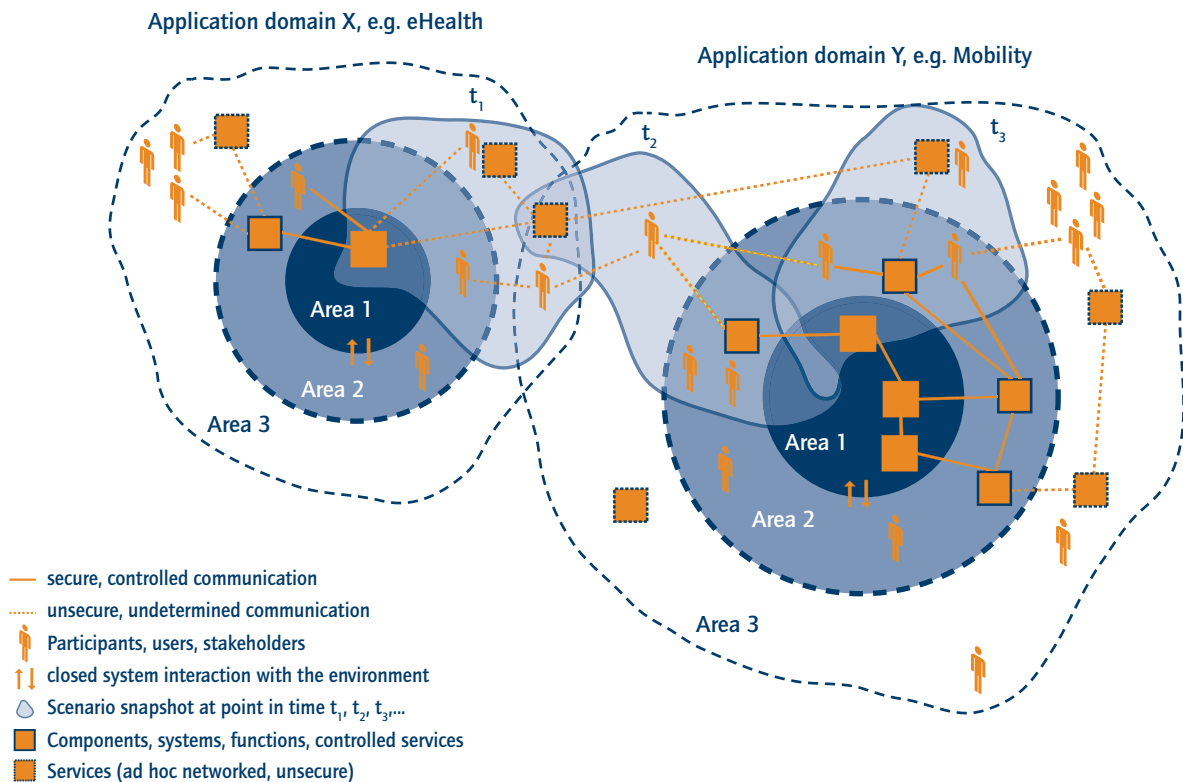 Application domain X, e.g. eHealth
Application domain Y, e.g. Mobility
t1
t2
t3
Area 1
Area 2
Area 3
Area 1
Area 2
Area 3
secure, controlled communication
unsecure, undetermined communication
Participants, users, stakeholders
closed system interaction with the environment
Scenario snapshot at point in time t1, t2, t3,...
Components, systems, functions, controlled services
Services (ad hoc networked, unsecure)